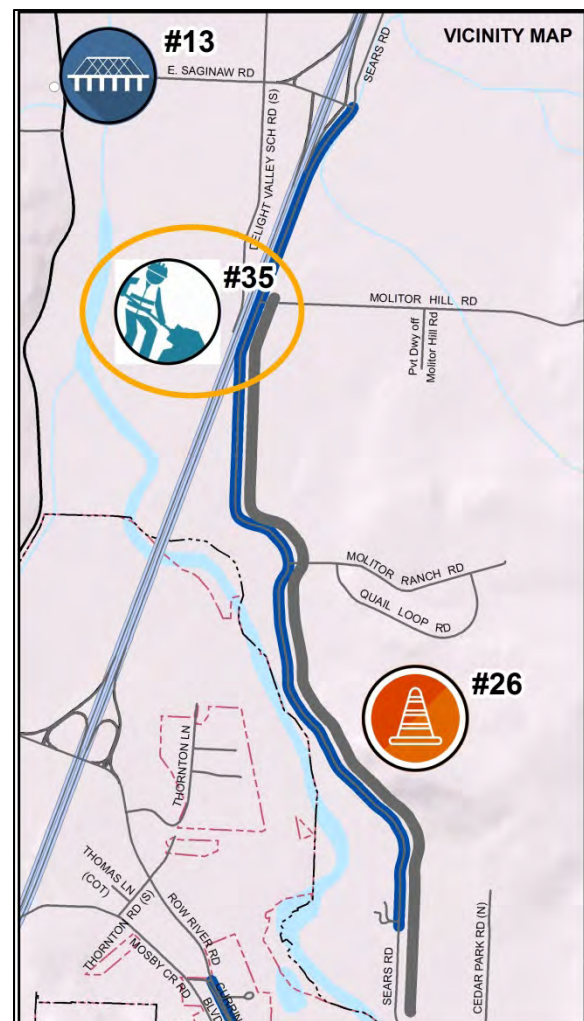 #13
VICINITY MAP
E. SAGINAW RD
SEARS RD
DELIGHT VALLEY SCH RD (S)
#35
MOLITOR HILL RD
Pvt Dwy off
Molitor Hill Rd
MOLITOR RANCH RD
QUAIL LOOP RD
#26
THORNTON LN
THOMAS LN
(COT)
THORNTON RD (S)
ROW RIVER RD
MOSBY CR RD
BLVD
SEARS RD
CEDAR PARK RD (N)